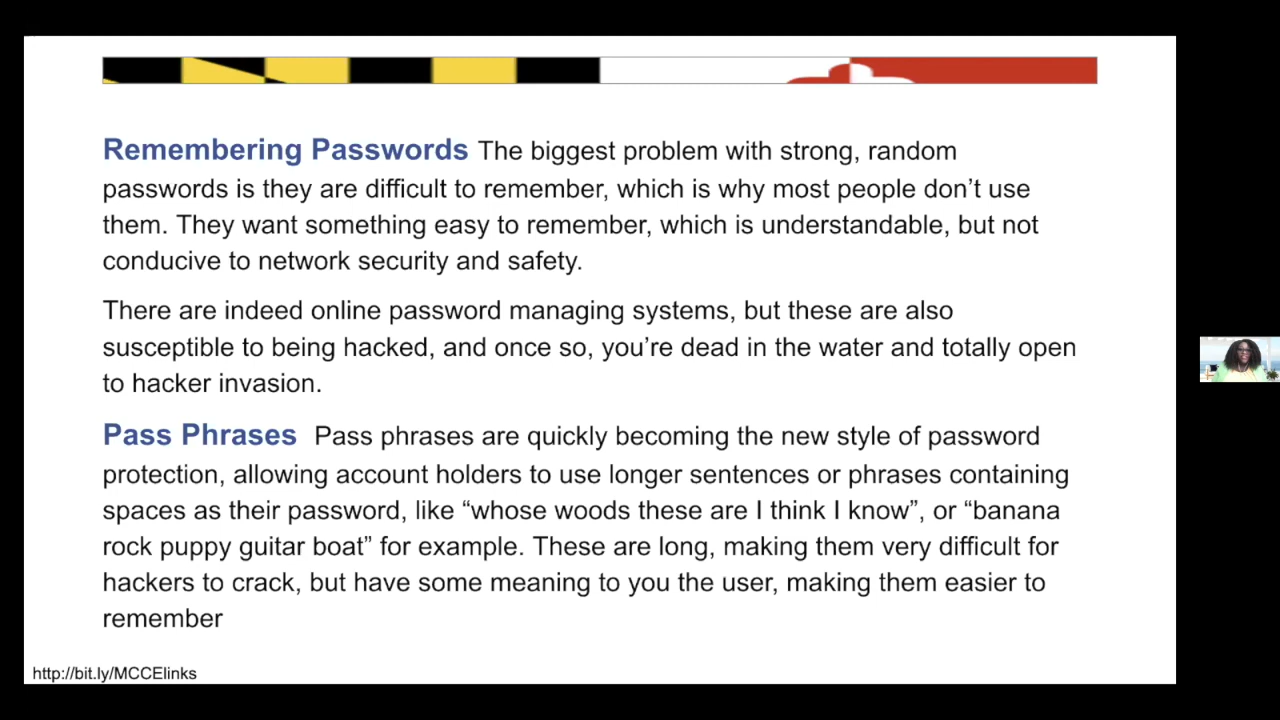 Remembering Passwords The biggest problem with strong, random
passwords is they are difficult to remember, which is why most people don’t use
them. They want something easy to remember, which is understandable, but not
conducive to network security and safety.
There are indeed online password managing systems, but these are also
susceptible to being hacked, and once so, you’re dead in the water and totally open
to hacker invasion.
Pass Phrases Pass phrases are quickly becoming the new style of password
protection, allowing account holders to use longer sentences or phrases containing
spaces as their password, like “whose woods these are I think I know”, or “banana
rock puppy guitar boat” for example. These are long, making them very difficult for
hackers to crack, but have some meaning to you the user, making them easier to
remember
http://bit.ly/MCCElinks